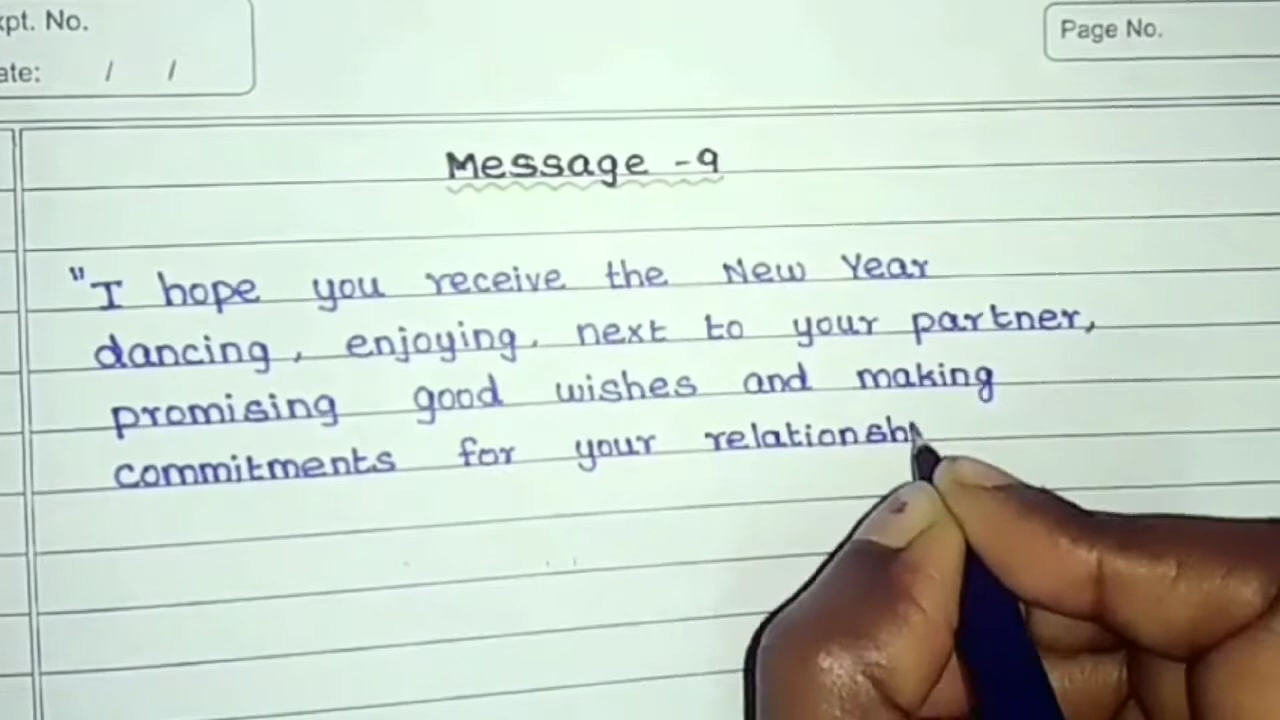 xpt. No.
ate: / /
Page No.
Message - 9
"I hope you receive the New Year
dancing, enjoying, next to your partner,
promising good wishes and making
commitments for your relationsh